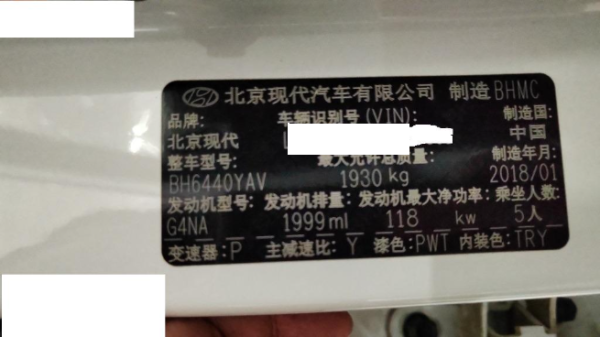 北京现代汽车有限公司 制造 BHMC
品牌: 车辆识别号(VIN): 制造国:
北京现代 中国
整车型号: 最大允许总质量: 制造年月:
BH6440YAV 1930 kg 2018/01
发动机型号: 发动机排量: 发动机最大净功率: 乘坐人数:
G4NA 1999ml 118 kw 5人
变速器:P 主减速比:Y 漆色:PWT 内装色:TRY